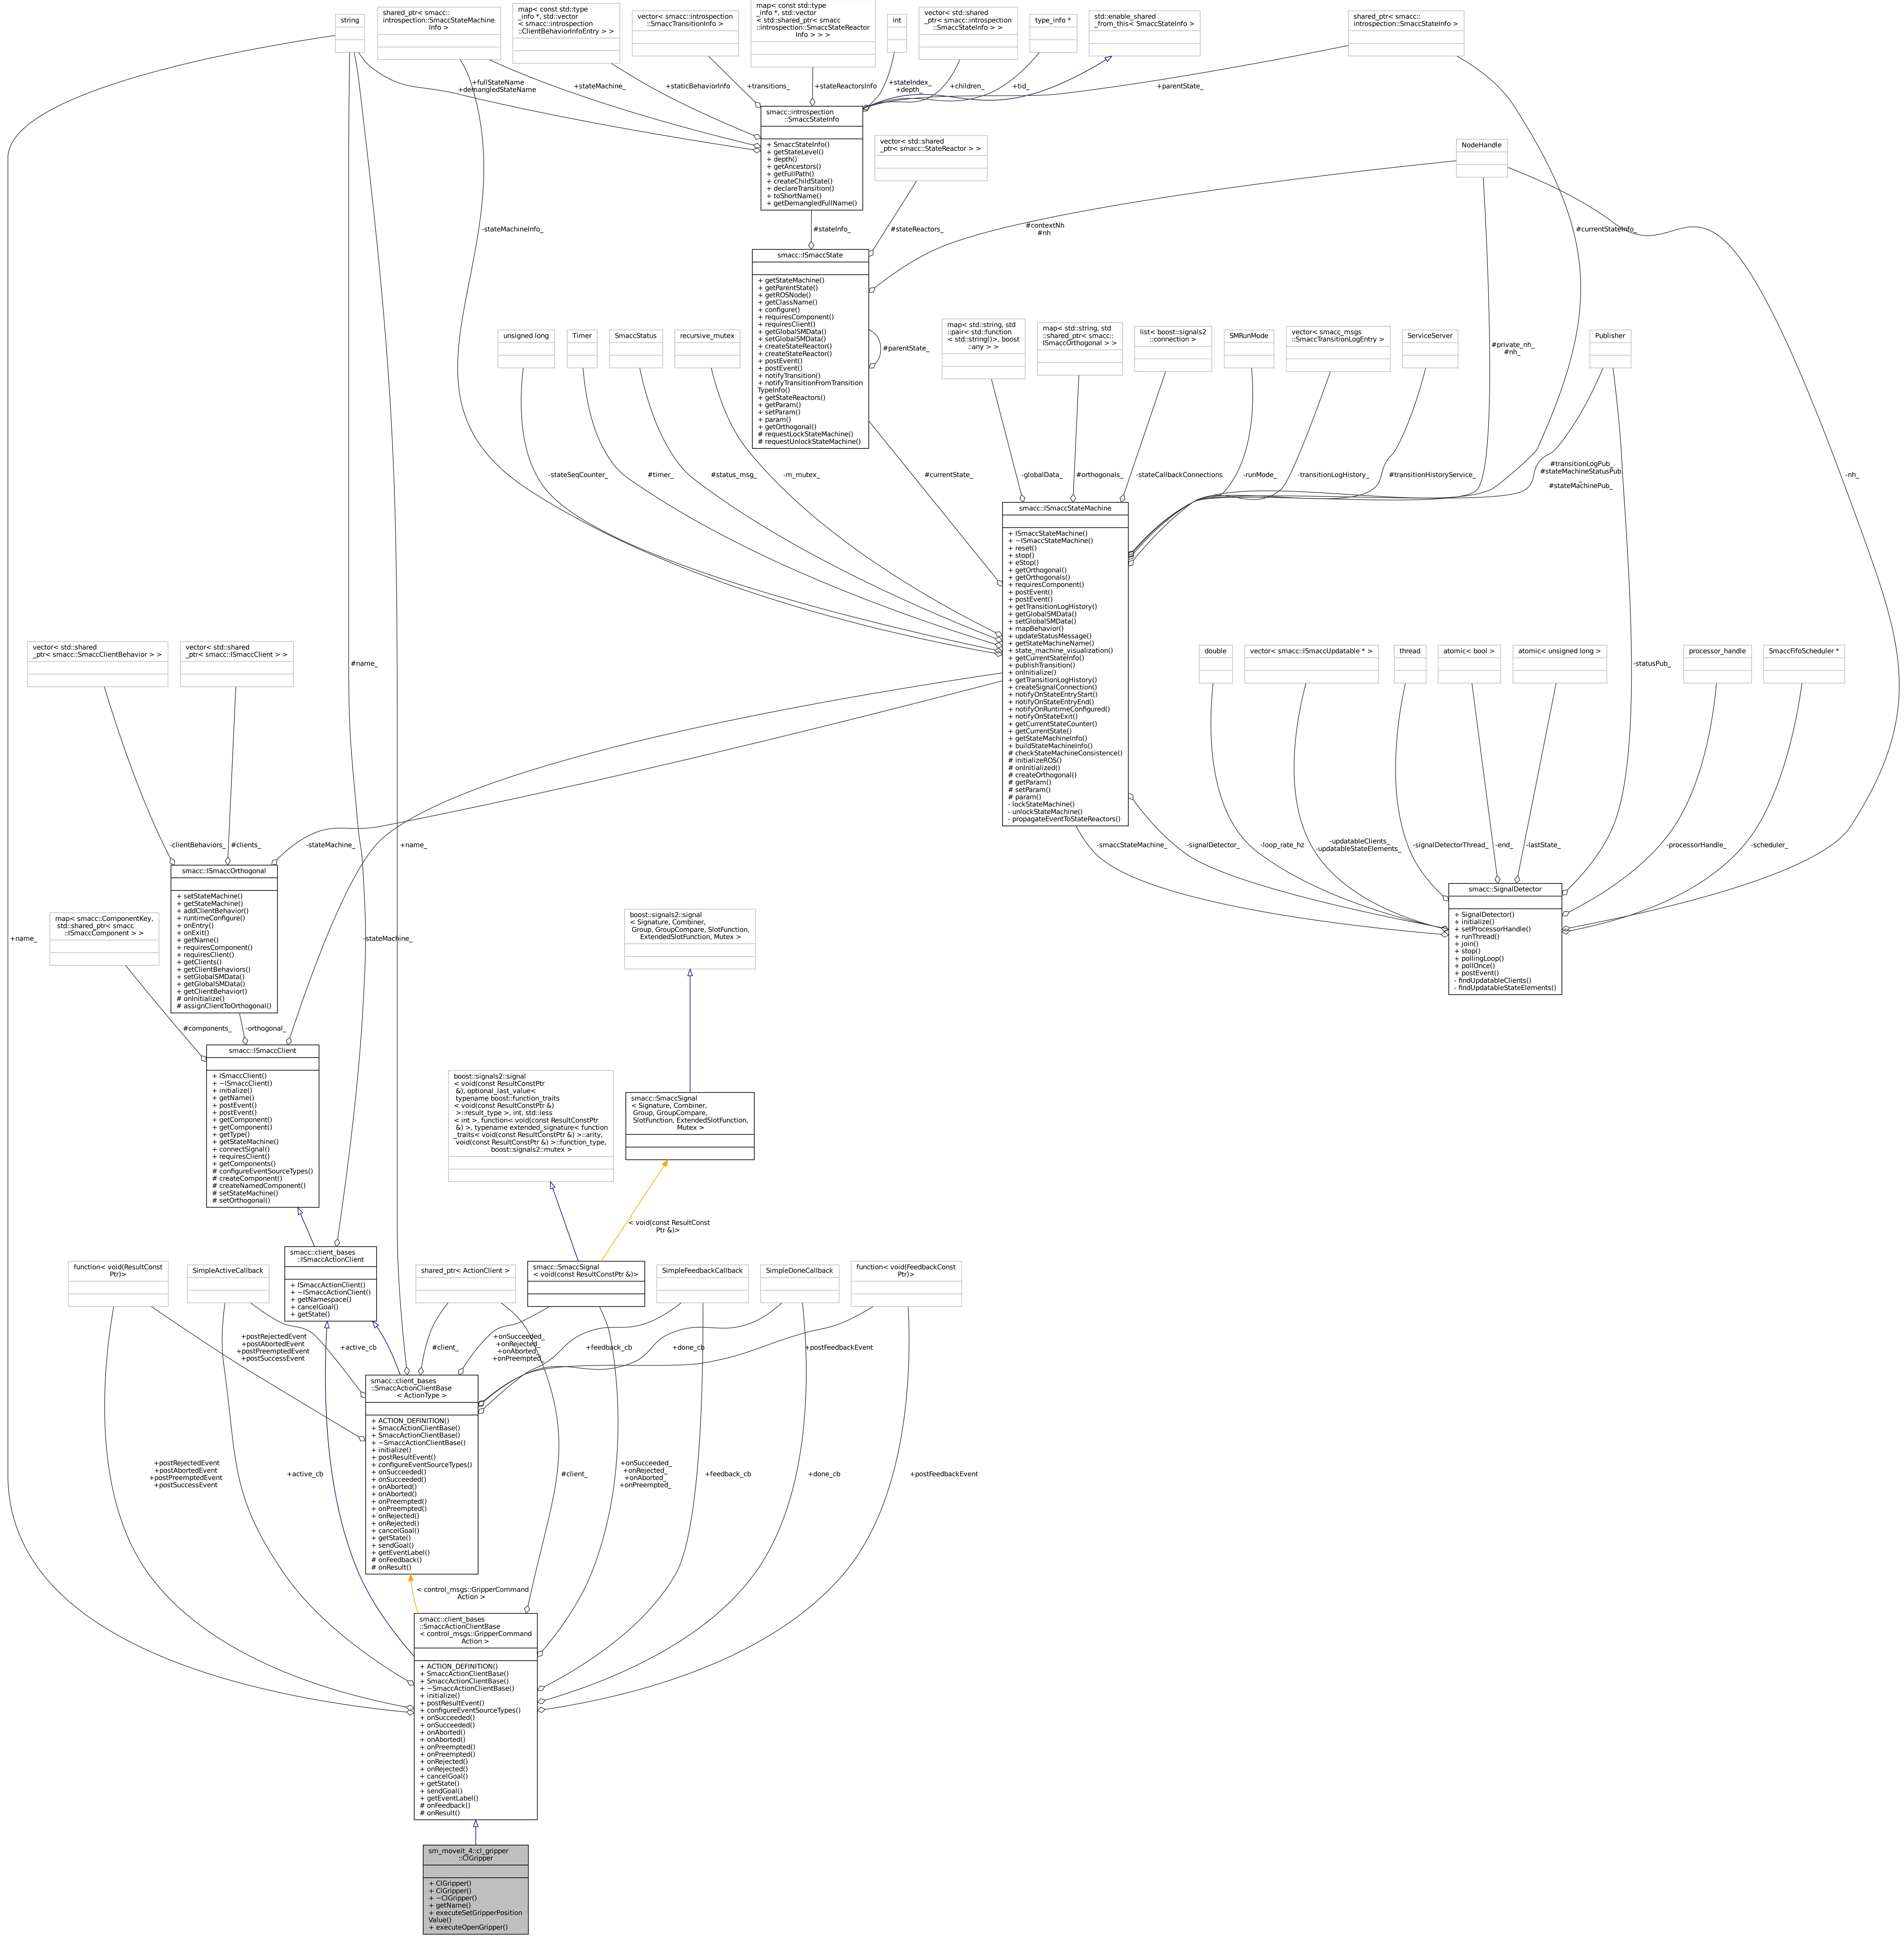 string
shared_ptr< smacc::
introspection::SmaccStateMachine
Info >
map< const std::type
_info *, std::vector
< smacc::introspection
::ClientBehaviorInfoEntry > >
vector< smacc::introspection
::SmaccTransitionInfo >
map< const std::type
_info *, std::vector
< std::shared_ptr< smacc
::introspection::SmaccStateReactor
Info > > >
int
vector< std::shared
_ptr< smacc::introspection
::SmaccStateInfo > >
type_info *
std::enable_shared
_from_this< SmaccStateInfo >
shared_ptr< smacc::
introspection::SmaccStateInfo >
+fullStateName
+demangledStateName
+stateMachine_
+staticBehaviorInfo
+transitions_
+stateReactorsInfo
+stateIndex_
+depth_
+children_
+tid_
+parentState_
smacc::introspection
::SmaccStateInfo
+ SmaccStateInfo()
+ getStateLevel()
+ depth()
+ getAncestors()
+ getFullPath()
+ createChildState()
+ declareTransition()
+ toShortName()
+ getDemangledFullName()
vector< std::shared
_ptr< smacc::StateReactor > >
NodeHandle
-stateMachineInfo_
#stateInfo_
#stateReactors_
#contextNh
#nh
#currentStateInfo_
smacc::ISmaccState
+ getStateMachine()
+ getParentState()
+ getROSNode()
+ getClassName()
+ configure()
+ requiresComponent()
+ requiresClient()
+ getGlobalSMData()
+ setGlobalSMData()
+ createStateReactor()
+ createStateReactor()
+ postEvent()
+ postEvent()
+ notifyTransition()
+ notifyTransitionFromTransition
TypeInfo()
+ getStateReactors()
+ getParam()
+ setParam()
+ param()
+ getOrthogonal()
# requestLockStateMachine()
# requestUnlockStateMachine()
#parentState_
unsigned long
Timer
SmaccStatus
recursive_mutex
map< std::string, std
::pair< std::function
< std::string()>, boost
::any > >
map< std::string, std
::shared_ptr< smacc::
ISmaccOrthogonal > >
list< boost::signals2
::connection >
SMRunMode
vector< smacc_msgs
::SmaccTransitionLogEntry >
ServiceServer
#private_nh_
#nh_
Publisher
-stateSeqCounter_
#timer_
#status_msg_
-m_mutex_
#currentState_
-globalData_
#orthogonals_
-stateCallbackConnections
-runMode_
-transitionLogHistory_
#transitionHistoryService_
#transitionLogPub_
#stateMachineStatusPub
_
#stateMachinePub_
-nh_
smacc::ISmaccStateMachine
+ ISmaccStateMachine()
+ ~ISmaccStateMachine()
+ reset()
+ stop()
+ eStop()
+ getOrthogonal()
+ getOrthogonals()
+ requiresComponent()
+ postEvent()
+ postEvent()
+ getTransitionLogHistory()
+ getGlobalSMData()
+ setGlobalSMData()
+ mapBehavior()
+ updateStatusMessage()
+ getStateMachineName()
+ state_machine_visualization()
+ getCurrentStateInfo()
+ publishTransition()
+ onInitialize()
+ getTransitionLogHistory()
+ createSignalConnection()
+ notifyOnStateEntryStart()
+ notifyOnStateEntryEnd()
+ notifyOnRuntimeConfigured()
+ notifyOnStateExit()
+ getCurrentStateCounter()
+ getCurrentState()
+ getStateMachineInfo()
+ buildStateMachineInfo()
# checkStateMachineConsistence()
# initializeROS()
# onInitialized()
# createOrthogonal()
# getParam()
# setParam()
# param()
- lockStateMachine()
- unlockStateMachine()
- propagateEventToStateReactors()
vector< std::shared
_ptr< smacc::SmaccClientBehavior > >
vector< std::shared
_ptr< smacc::ISmaccClient > >
#name_
double
vector< smacc::ISmaccUpdatable * >
thread
atomic< bool >
atomic< unsigned long >
-statusPub_
processor_handle
SmaccFifoScheduler *
-clientBehaviors_
#clients_
-stateMachine_
+name_
-smaccStateMachine_
-signalDetector_
-loop_rate_hz
-updatableClients_
-updatableStateElements_
-signalDetectorThread_
-end_
-lastState_
-processorHandle_
-scheduler_
smacc::ISmaccOrthogonal
+ setStateMachine()
+ getStateMachine()
+ addClientBehavior()
+ runtimeConfigure()
+ onEntry()
+ onExit()
+ getName()
+ requiresComponent()
+ requiresClient()
+ getClients()
+ getClientBehaviors()
+ setGlobalSMData()
+ getGlobalSMData()
+ getClientBehavior()
# onInitialize()
# assignClientToOrthogonal()
smacc::SignalDetector
+ SignalDetector()
+ initialize()
+ setProcessorHandle()
+ runThread()
+ join()
+ stop()
+ pollingLoop()
+ pollOnce()
+ postEvent()
- findUpdatableClients()
- findUpdatableStateElements()
map< smacc::ComponentKey,
std::shared_ptr< smacc
::ISmaccComponent > >
boost::signals2::signal
< Signature, Combiner,
Group, GroupCompare, SlotFunction,
ExtendedSlotFunction, Mutex >
+name_
-stateMachine_
#components_
-orthogonal_
smacc::ISmaccClient
+ ISmaccClient()
+ ~ISmaccClient()
+ initialize()
+ getName()
+ postEvent()
+ postEvent()
+ getComponent()
+ getComponent()
+ getType()
+ getStateMachine()
+ connectSignal()
+ requiresClient()
+ getComponents()
# configureEventSourceTypes()
# createComponent()
# createNamedComponent()
# setStateMachine()
# setOrthogonal()
boost::signals2::signal
< void(const ResultConstPtr
&), optional_last_value<
typename boost::function_traits
< void(const ResultConstPtr &)
>::result_type >, int, std::less
< int >, function< void(const ResultConstPtr
&) >, typename extended_signature< function
_traits< void(const ResultConstPtr &) >::arity,
void(const ResultConstPtr &) >::function_type,
boost::signals2::mutex >
smacc::SmaccSignal
< Signature, Combiner,
Group, GroupCompare,
SlotFunction, ExtendedSlotFunction,
Mutex >
< void(const ResultConst
Ptr &)>
function< void(ResultConst
Ptr)>
SimpleActiveCallback
smacc::client_bases
::ISmaccActionClient
+ ISmaccActionClient()
+ ~ISmaccActionClient()
+ getNamespace()
+ cancelGoal()
+ getState()
shared_ptr< ActionClient >
smacc::SmaccSignal
< void(const ResultConstPtr &)>
SimpleFeedbackCallback
SimpleDoneCallback
function< void(FeedbackConst
Ptr)>
+postRejectedEvent
+postAbortedEvent
+postPreemptedEvent
+postSuccessEvent
+active_cb
#client_
+onSucceeded_
+onRejected_
+onAborted_
+onPreempted_
+feedback_cb
+done_cb
+postFeedbackEvent
smacc::client_bases
::SmaccActionClientBase
< ActionType >
+ ACTION_DEFINITION()
+ SmaccActionClientBase()
+ SmaccActionClientBase()
+ ~SmaccActionClientBase()
+ initialize()
+ postResultEvent()
+ configureEventSourceTypes()
+ onSucceeded()
+ onSucceeded()
+ onAborted()
+ onAborted()
+ onPreempted()
+ onPreempted()
+ onRejected()
+ onRejected()
+ cancelGoal()
+ getState()
+ sendGoal()
+ getEventLabel()
# onFeedback()
# onResult()
+postRejectedEvent
+postAbortedEvent
+postPreemptedEvent
+postSuccessEvent
+active_cb
#client_
+onSucceeded_
+onRejected_
+onAborted_
+onPreempted_
+feedback_cb
+done_cb
+postFeedbackEvent
< control_msgs::GripperCommand
Action >
smacc::client_bases
::SmaccActionClientBase
< control_msgs::GripperCommand
Action >
+ ACTION_DEFINITION()
+ SmaccActionClientBase()
+ SmaccActionClientBase()
+ ~SmaccActionClientBase()
+ initialize()
+ postResultEvent()
+ configureEventSourceTypes()
+ onSucceeded()
+ onSucceeded()
+ onAborted()
+ onAborted()
+ onPreempted()
+ onPreempted()
+ onRejected()
+ onRejected()
+ cancelGoal()
+ getState()
+ sendGoal()
+ getEventLabel()
# onFeedback()
# onResult()
sm_moveit_4::cl_gripper
::ClGripper
+ ClGripper()
+ ClGripper()
+ ~ClGripper()
+ getName()
+ executeSetGripperPosition
Value()
+ executeOpenGripper()